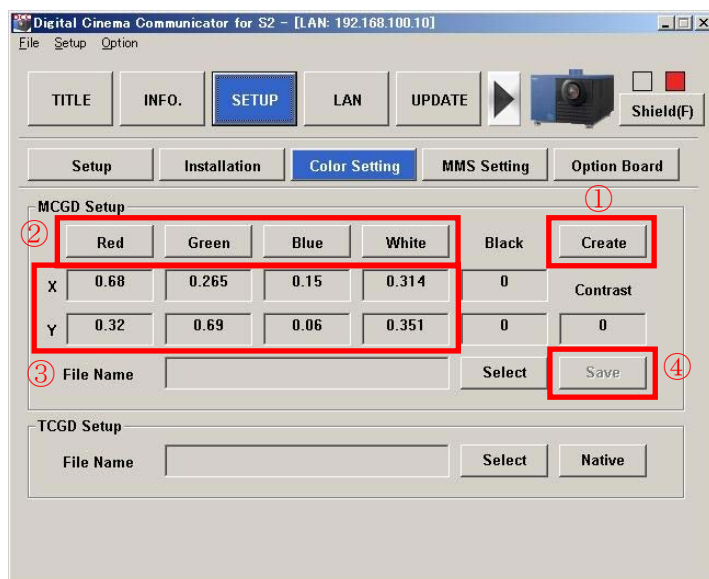 Digital Cinema Communicator for S2 - [LAN: 192.168.100.10]
File Setup Option
TITLE INFO. SETUP LAN UPDATE Shield(F)
Setup Installation Color Setting MMS Setting Option Board
①
MCGD Setup
② Red Green Blue White Black Create
X 0.68 0.265 0.15 0.314 0 Contrast
Y 0.32 0.69 0.06 0.351 0 0
③ File Name Select Save ④
TCGD Setup
File Name Select Native